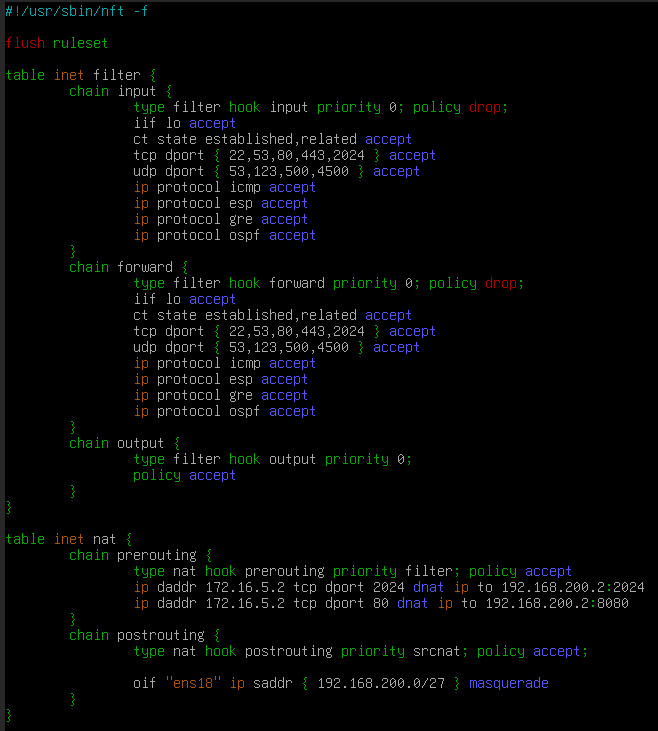 #!/usr/sbin/nft -f
flush ruleset
table inet filter {
chain input {
type filter hook input priority 0; policy drop;
iif lo accept
ct state established,related accept
tcp dport { 22,53,80,443,2024 } accept
udp dport { 53,123,500,4500 } accept
ip protocol icmp accept
ip protocol esp accept
ip protocol gre accept
ip protocol ospf accept
}
chain forward {
type filter hook forward priority 0; policy drop;
iif lo accept
ct state established,related accept
tcp dport { 22,53,80,443,2024 } accept
udp dport { 53,123,500,4500 } accept
ip protocol icmp accept
ip protocol esp accept
ip protocol gre accept
ip protocol ospf accept
}
chain output {
type filter hook output priority 0;
policy accept
}
}
table inet nat {
chain prerouting {
type nat hook prerouting priority filter; policy accept
ip daddr 172.16.5.2 tcp dport 2024 dnat ip to 192.168.200.2:2024
ip daddr 172.16.5.2 tcp dport 80 dnat ip to 192.168.200.2:8080
}
chain postrouting {
type nat hook postrouting priority srcnat; policy accept;
oif "ens18" ip saddr { 192.168.200.0/27 } masquerade
}
}